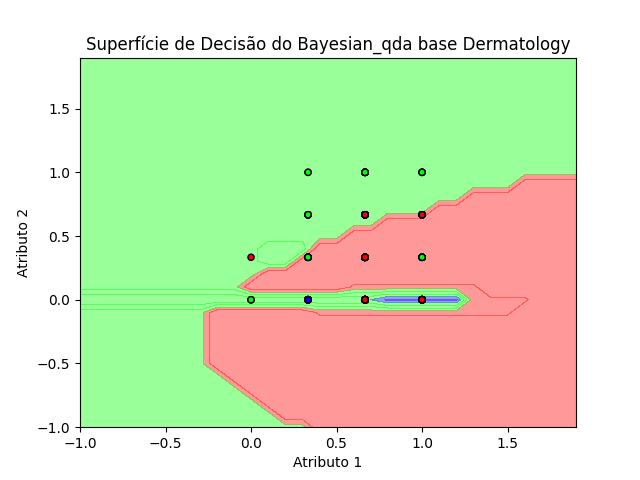 Superfície de Decisão do Bayesian_qda base Dermatology
1.5
1.0
0.5
0.0
−0.5
−1.0
Atributo 2
−1.0 −0.5 0.0 0.5 1.0 1.5
Atributo 1